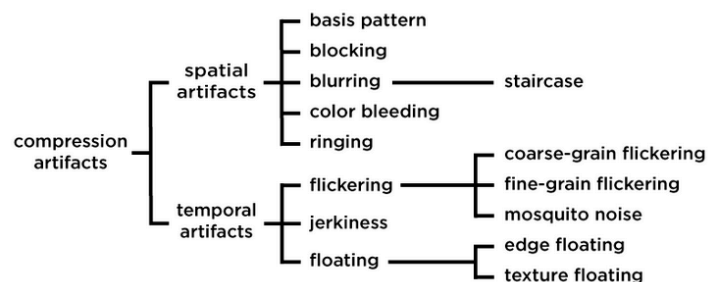 basis pattern
blocking
spatial
artifacts
blurring
staircase
color bleeding
ringing
compression
artifacts
coarse-grain flickering
flickering
fine-grain flickering
mosquito noise
temporal
artifacts
jerkiness
edge floating
floating
texture floating